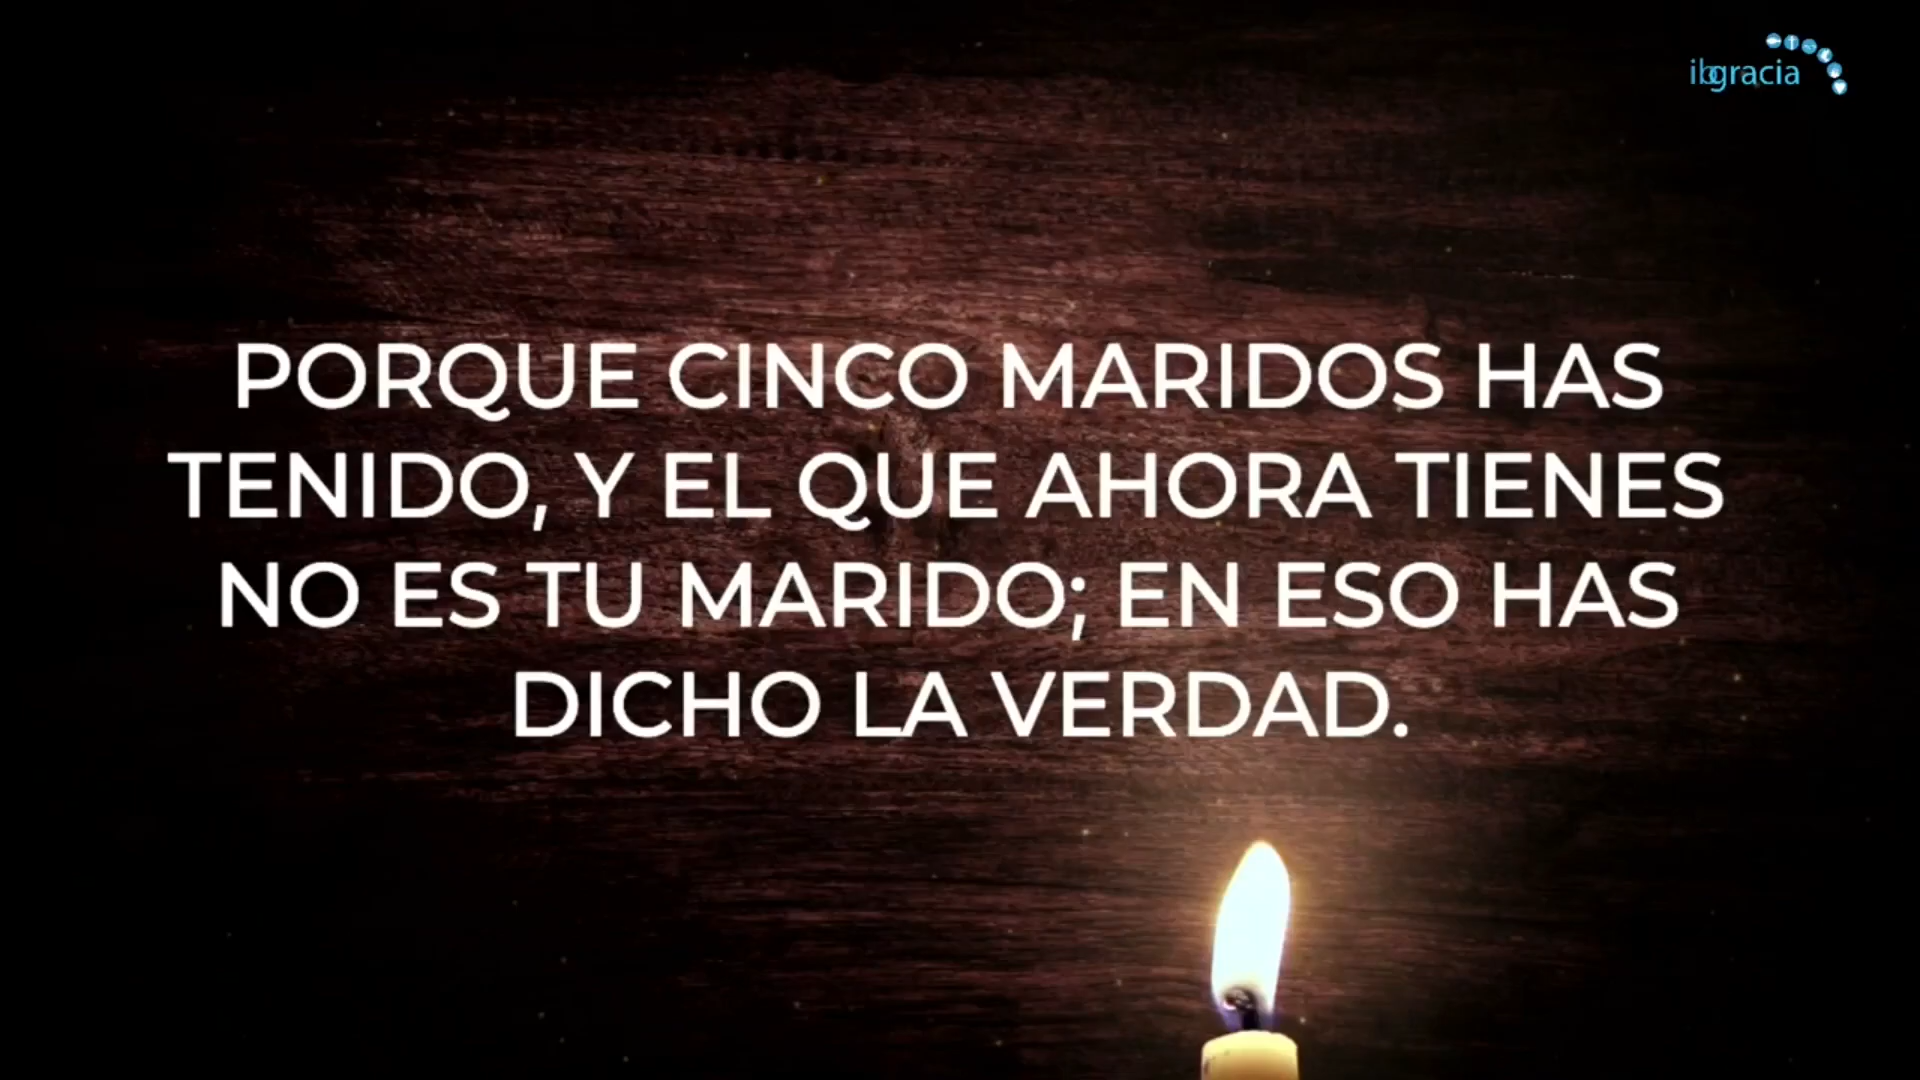 ibgracia
PORQUE CINCO MARIDOS HAS
TENIDO, Y EL QUE AHORA TIENES
NO ES TU MARIDO; EN ESO HAS
DICHO LA VERDAD.